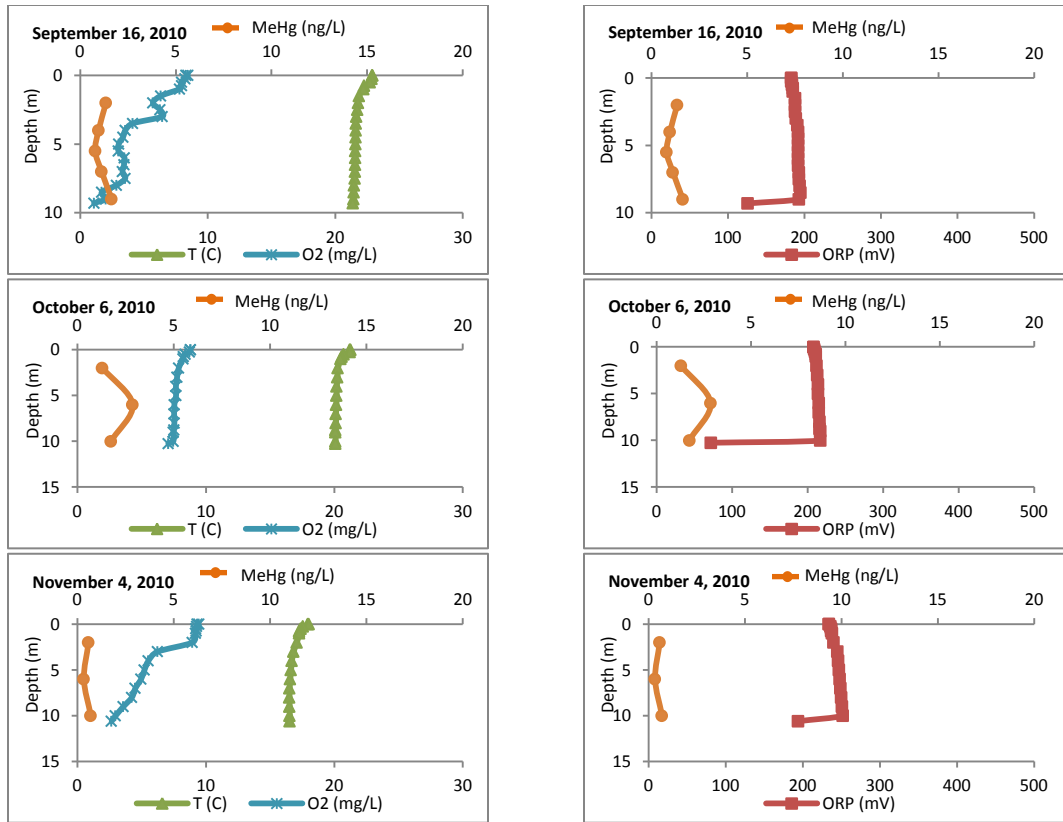 MeHg (ng/L)
September 16, 2010
0 5 10 15 20
Depth (m)
0
5
10
0 10 20 30
T (C) O2 (mg/L)
MeHg (ng/L)
September 16, 2010
0 5 10 15 20
Depth (m)
0
5
10
0 100 200 300 400 500
ORP (mV)
October 6, 2010 MeHg (ng/L)
0 5 10 15 20
Depth (m)
0
5
10
15
0 10 20 30
T (C) O2 (mg/L)
October 6, 2010 MeHg (ng/L)
0 5 10 15 20
Depth (m)
0
5
10
15
0 100 200 300 400 500
ORP (mV)
November 4, 2010 MeHg (ng/L)
0 5 10 15 20
Depth (m)
0
5
10
15
0 10 20 30
T (C) O2 (mg/L)
November 4, 2010 MeHg (ng/L)
0 5 10 15 20
Depth (m)
0
5
10
15
0 100 200 300 400 500
ORP (mV)